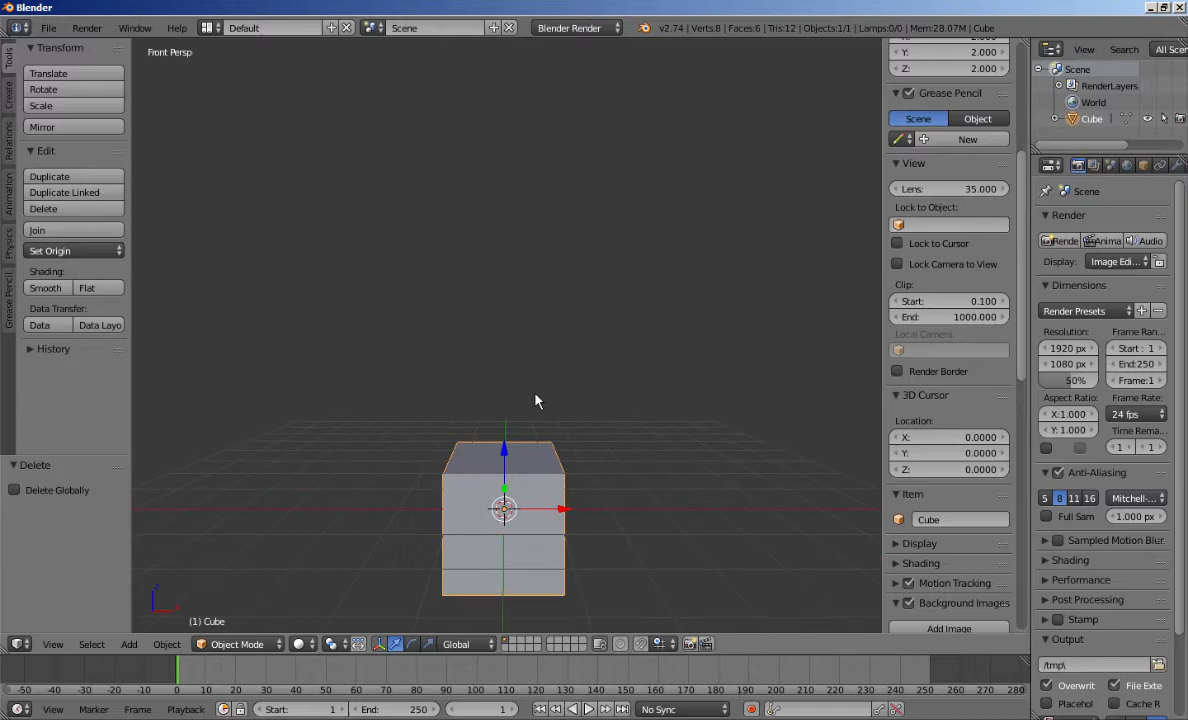 Blender
File Render Window Help Default Scene Blender Render v2.74 | Verts:8 | Faces:6 | Tris:12 | Objects:1/1 | Lamps:0/0 | Mem:28.07M | Cube
Front Persp
Tools
Create
Relations
Animation
Physics
Grease Pencil
Transform
Translate
Rotate
Scale
Mirror
Edit
Duplicate
Duplicate Linked
Delete
Join
Set Origin
Shading:
Smooth Flat
Data Transfer:
Data Data Layo
History
Delete
Delete Globally
(1) Cube
Y: 2.000
Z: 2.000
Grease Pencil
Scene Object
New
View
Lens: 35.000
Lock to Object:
Lock to Cursor
Lock Camera to View
Clip:
Start: 0.100
End: 1000.000
Local Camera:
Render Border
3D Cursor
Location:
X: 0.0000
Y: 0.0000
Z: 0.0000
Item
Cube
Display
Shading
Motion Tracking
Background Images
Add Image
View Search All Scen
Scene
RenderLayers
World
Cube
Scene
Render
Rende Anima Audio
Display: Image Edi...
Dimensions
Render Presets
Resolution: Frame Ran...
1920 px Start : 1
1080 px End:250
50% Frame:1
Aspect Ratio: Frame Rate:
X:1.000 24 fps
Y: 1.000 Time Rema...
1 1
Anti-Aliasing
5 8 11 16 Mitchell-...
Full Sam 1.000 px
Sampled Motion Blur
Shading
Performance
Post Processing
Stamp
Output
/tmp\
Overwrit File Exte
Placehol Cache R
View Select Add Object Object Mode Global
-50 -40 -30 -20 -10 0 10 20 30 40 50 60 70 80 90 100 110 120 130 140 150 160 170 180 190 200 210 220 230 240 250 260 270 280
View Marker Frame Playback Start: 1 End: 250 1 No Sync